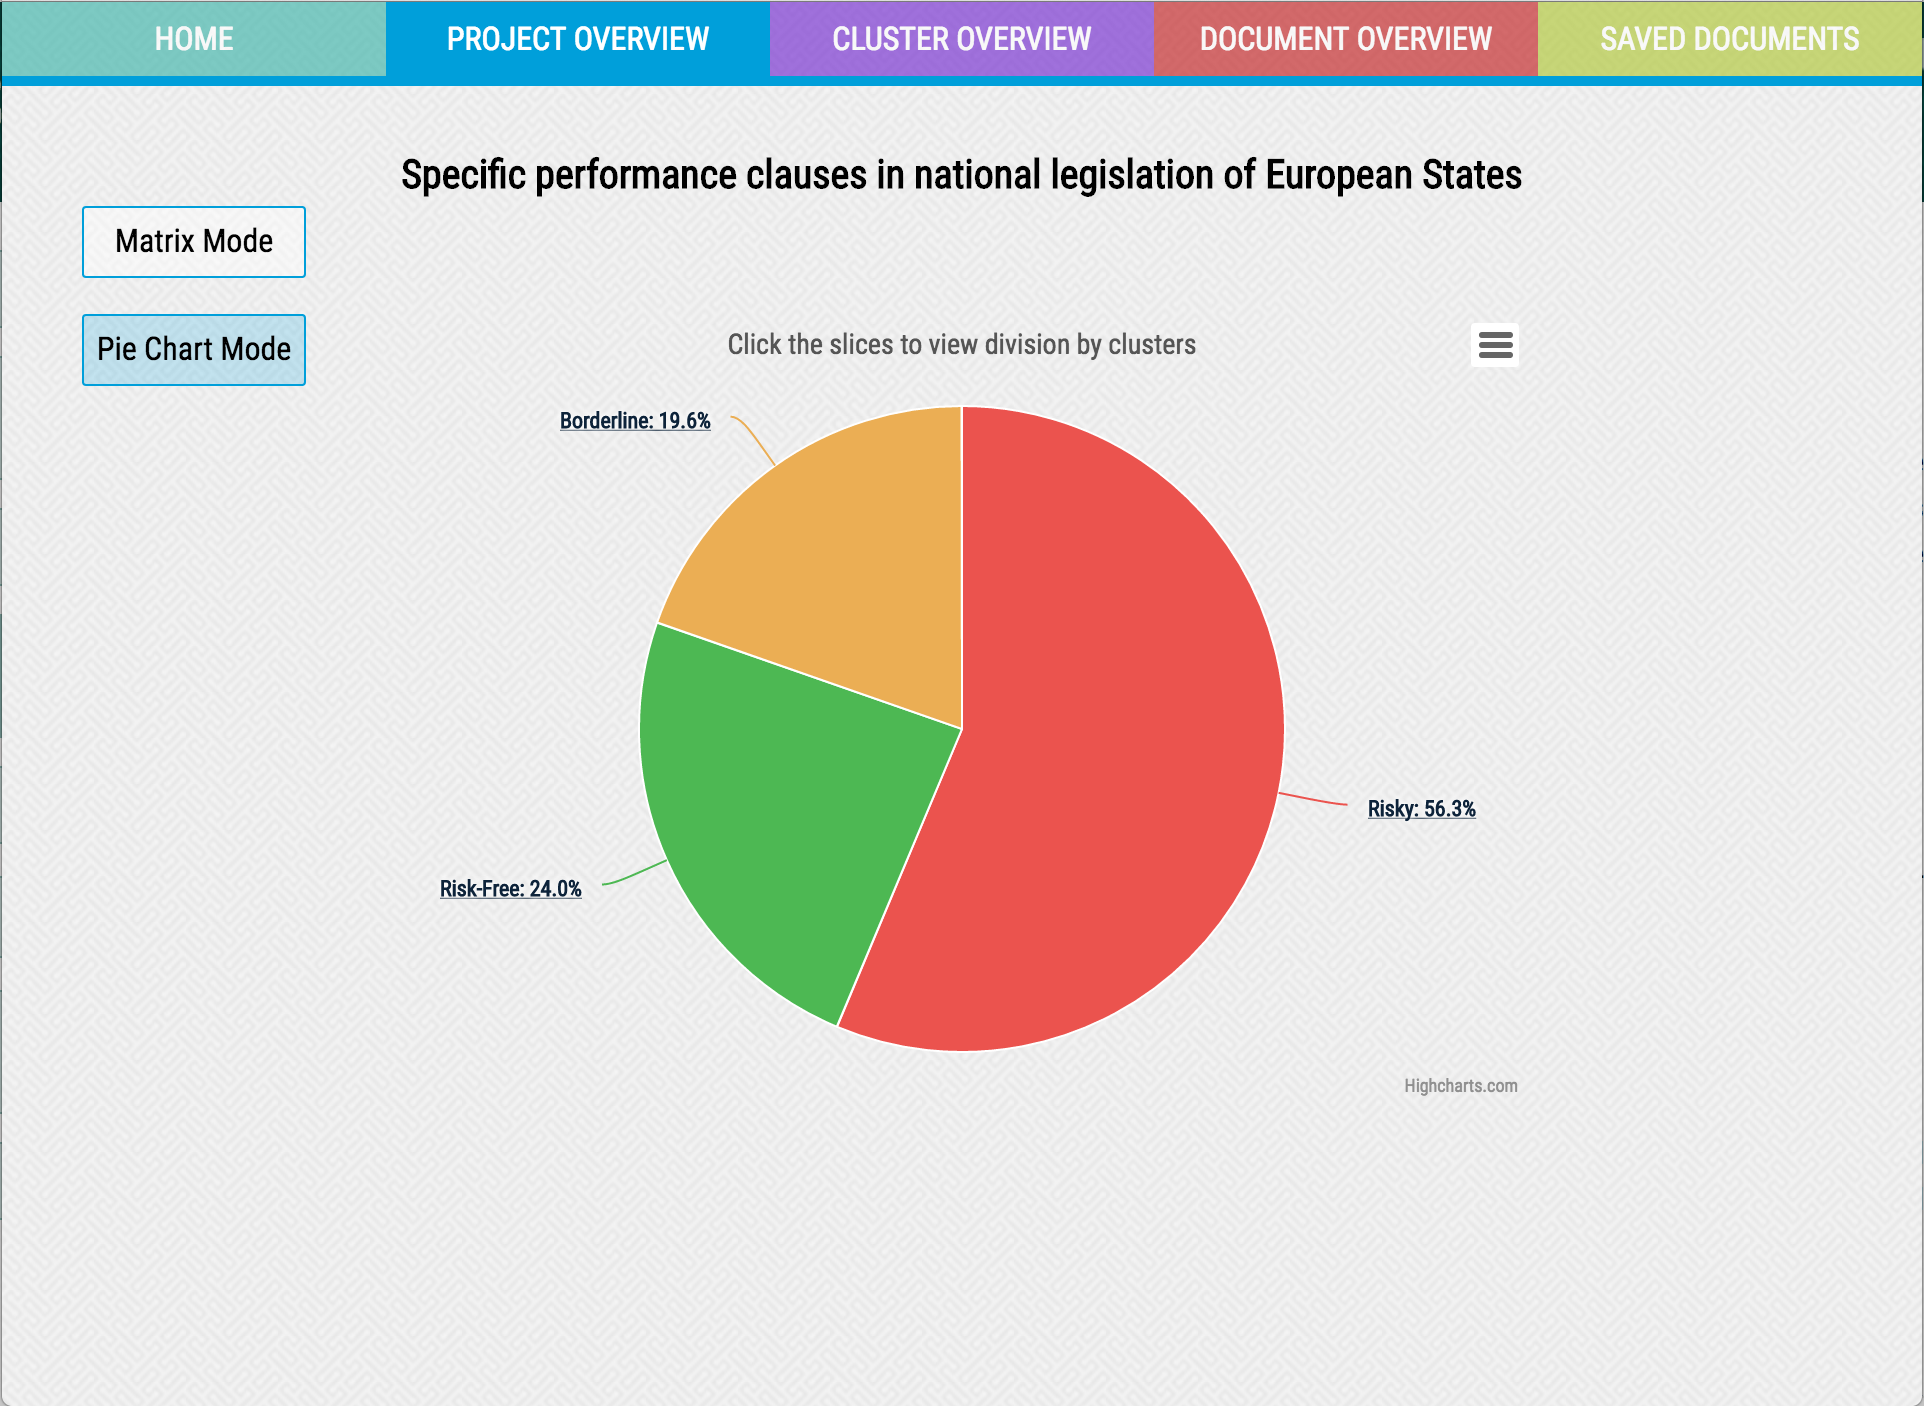 HOME
PROJECT OVERVIEW
CLUSTER OVERVIEW
DOCUMENT OVERVIEW
SAVED DOCUMENTS
Specific performance clauses in national legislation of European States
Matrix Mode
Pie Chart Mode
Click the slices to view division by clusters
Borderline: 19.6%
Risky: 56.3%
Risk-Free: 24.0%
Highcharts.com